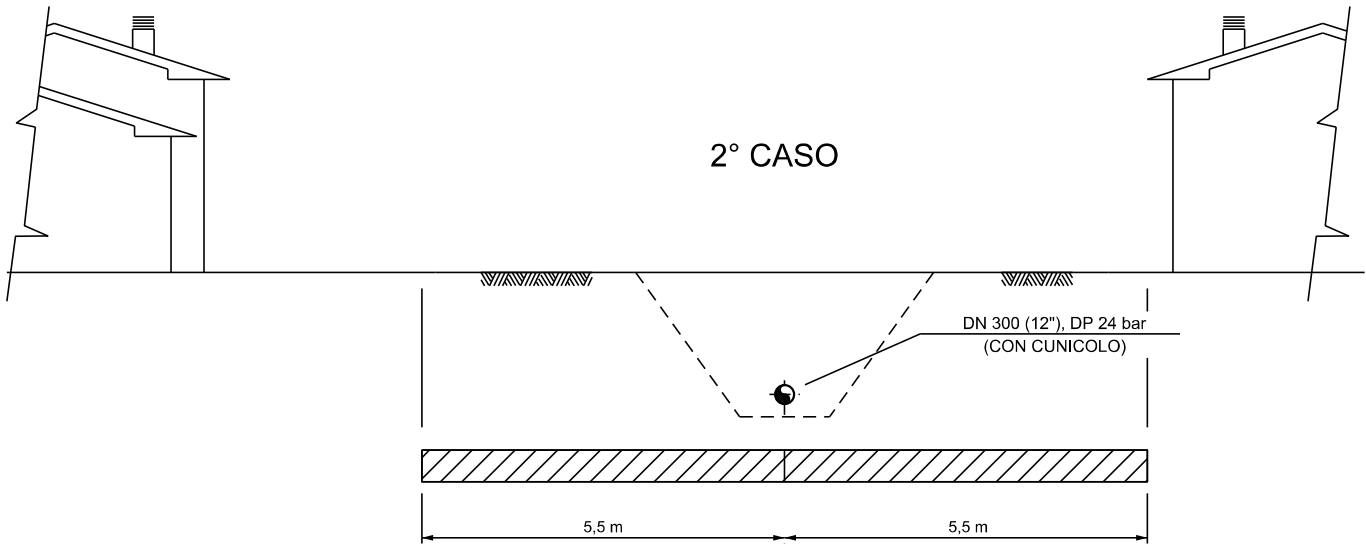 2° CASO
DN 300 (12"), DP 24 bar
(CON CUNICOLO)
5,5 m
5,5 m